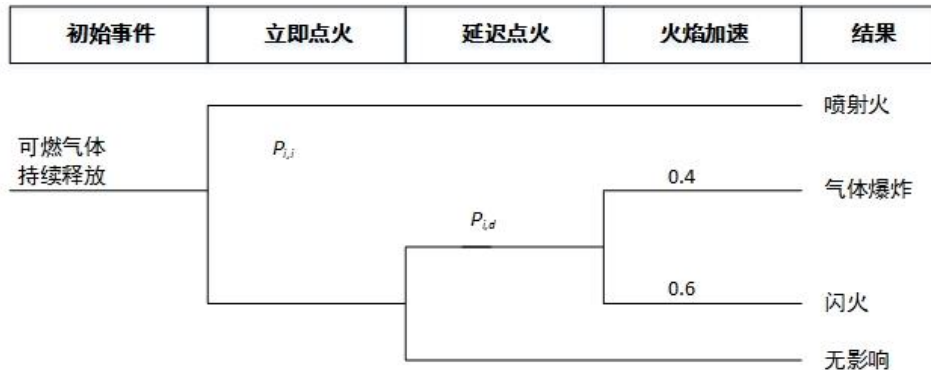 初始事件 立即点火 延迟点火 火焰加速 结果
喷射火
可燃气体
持续释放
P_{i,i}
0.4
气体爆炸
P_{i,d}
0.6
闪火
无影响